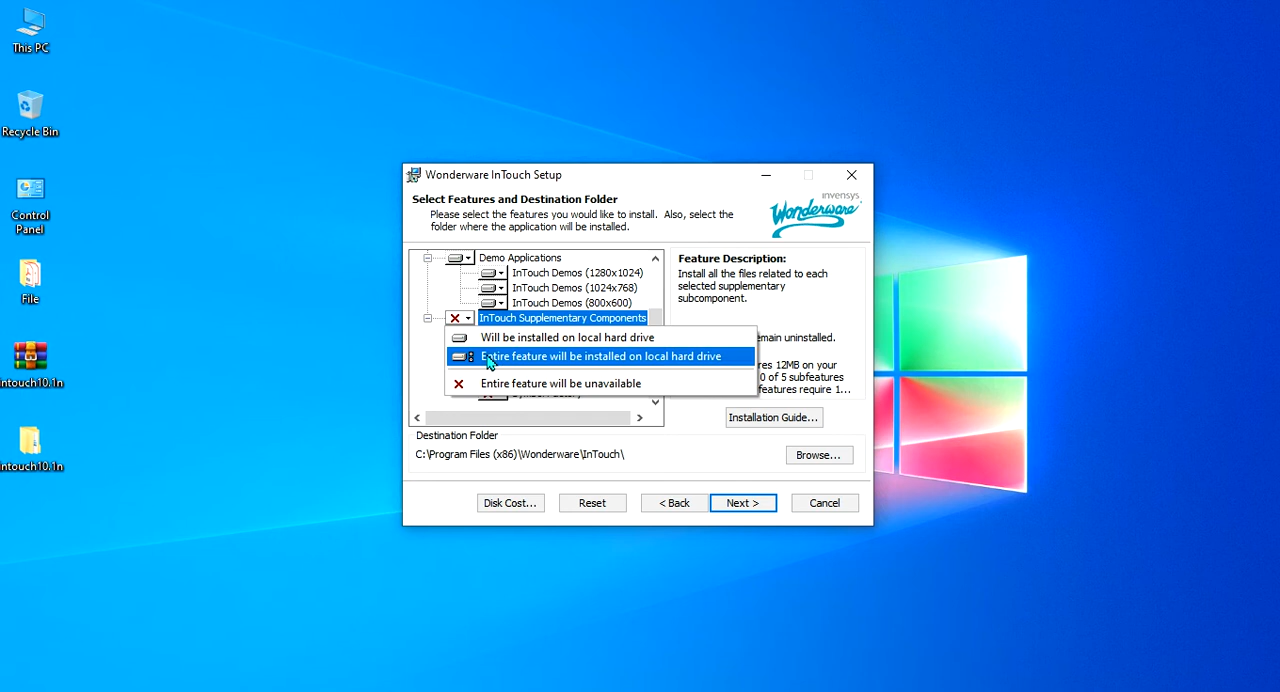 This PC
Recycle Bin
Control
Panel
File
intouch10.1n
intouch10.1n
Wonderware InTouch Setup
Select Features and Destination Folder
Please select the features you would like to install. Also, select the
folder where the application will be installed.
invensys
Wonderware
Demo Applications
InTouch Demos (1280x1024)
InTouch Demos (1024x768)
InTouch Demos (800x600)
InTouch Supplementary Components
Will be installed on local hard drive
Entire feature will be installed on local hard drive
Entire feature will be unavailable
Feature Description:
Install all the files related to each
selected supplementary
subcomponent.
emain uninstalled.
res 12MB on your
0 of 5 subfeatures
features require 1...
Installation Guide...
Destination Folder
C:\Program Files (x86)\Wonderware\InTouch\
Browse...
Disk Cost...
Reset
< Back
Next >
Cancel